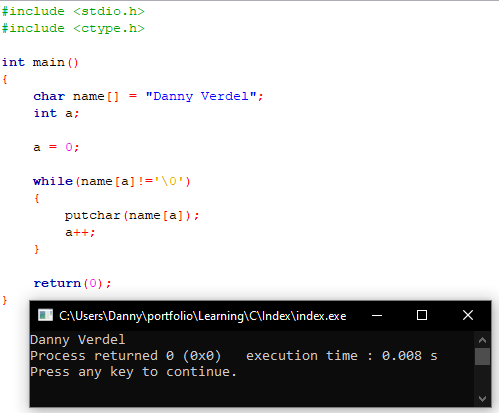 #include <stdio.h>
#include <ctype.h>
int main()
{
char name[] = "Danny Verdel";
int a;
a = 0;
while(name[a]!='\0')
{
putchar(name[a]);
a++;
}
return(0);
}
C:\Users\Danny\portfolio\Learning\C\Index\index.exe
Danny Verdel
Process returned 0 (0x0)   execution time : 0.008 s
Press any key to continue.